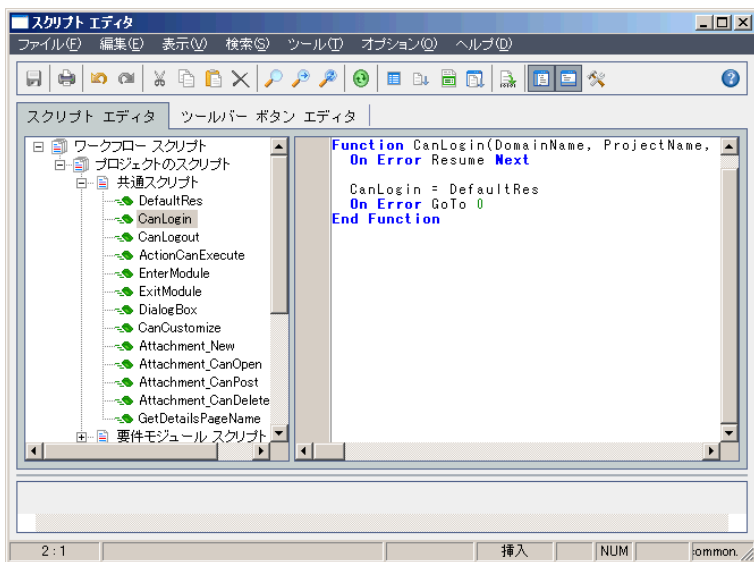 スクリプト エディタ
ファイル(F) 編集(E) 表示(V) 検索(S) ツール(T) オプション(O) ヘルプ(D)
スクリプト エディタ ツールバー ボタン エディタ
ワークフロー スクリプト
プロジェクトのスクリプト
共通スクリプト
DefaultRes
CanLogin
CanLogout
ActionCanExecute
EnterModule
ExitModule
DialogBox
CanCustomize
Attachment_New
Attachment_CanOpen
Attachment_CanPost
Attachment_CanDelete
GetDetailsPageName
要件モジュール スクリプト
Function CanLogin(DomainName, ProjectName,
On Error Resume Next
CanLogin = DefaultRes
On Error GoTo 0
End Function
2:1 挿入 NUM common.